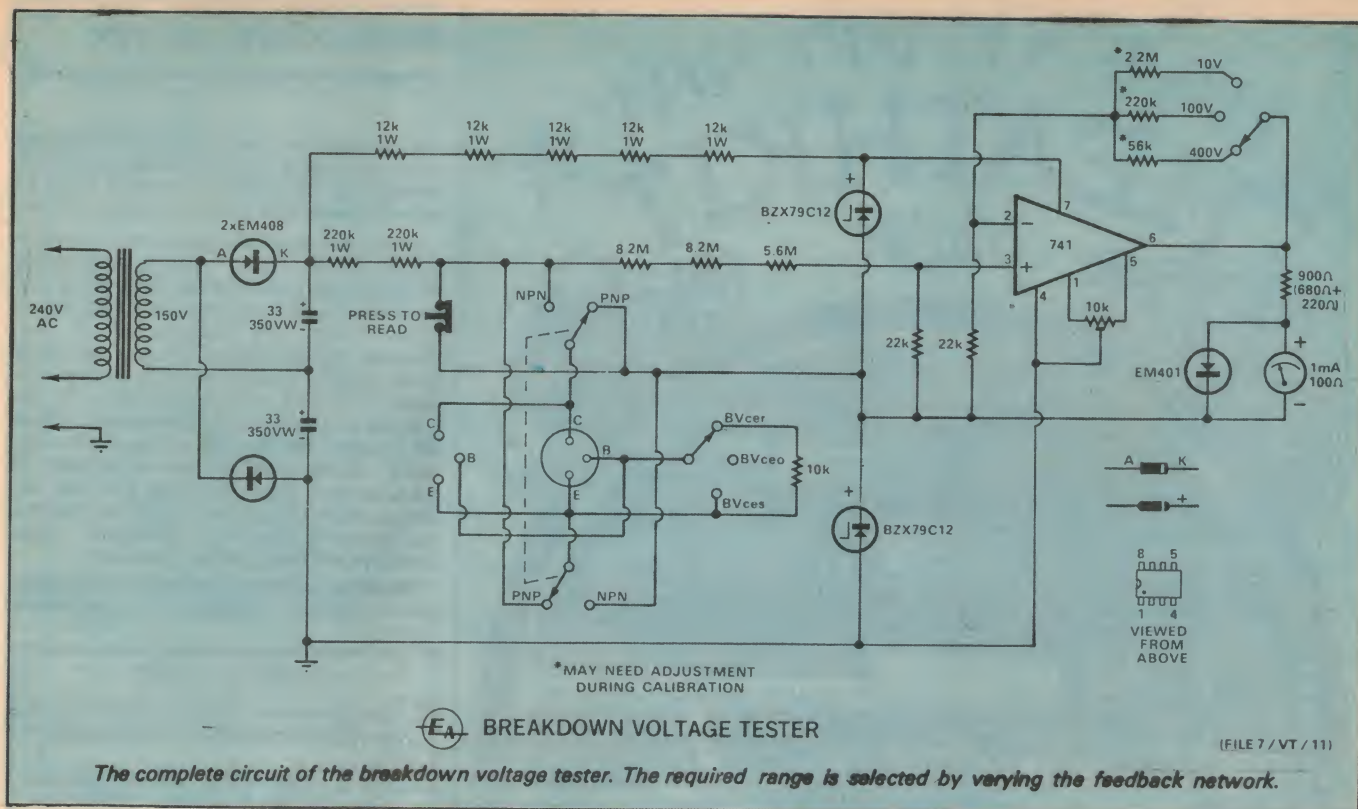 * 2.2M
10V
* 220k
100V
* 56k
400V
12k
1W
12k
1W
12k
1W
12k
1W
12k
1W
+
BZX79C12
7
2
−
741
6
3
+
5
4
1
10k
2xEM408
A
K
220k
1W
220k
1W
8.2M
8.2M
5.6M
240V
AC
150V
33
350VW
+
-
NPN
PNP
PRESS TO
READ
22k
22k
900Ω
(680Ω+
220Ω)
EM401
+
1mA
100Ω
−
33
350VW
+
-
C
B
E
C
B
E
BVcer
BVceo
BVces
10k
+
BZX79C12
PNP
NPN
A
K
+
8 5
1 4
VIEWED
FROM
ABOVE
*MAY NEED ADJUSTMENT
DURING CALIBRATION
EA BREAKDOWN VOLTAGE TESTER
(FILE 7 / VT / 11)
The complete circuit of the breakdown voltage tester. The required range is selected by varying the feedback network.